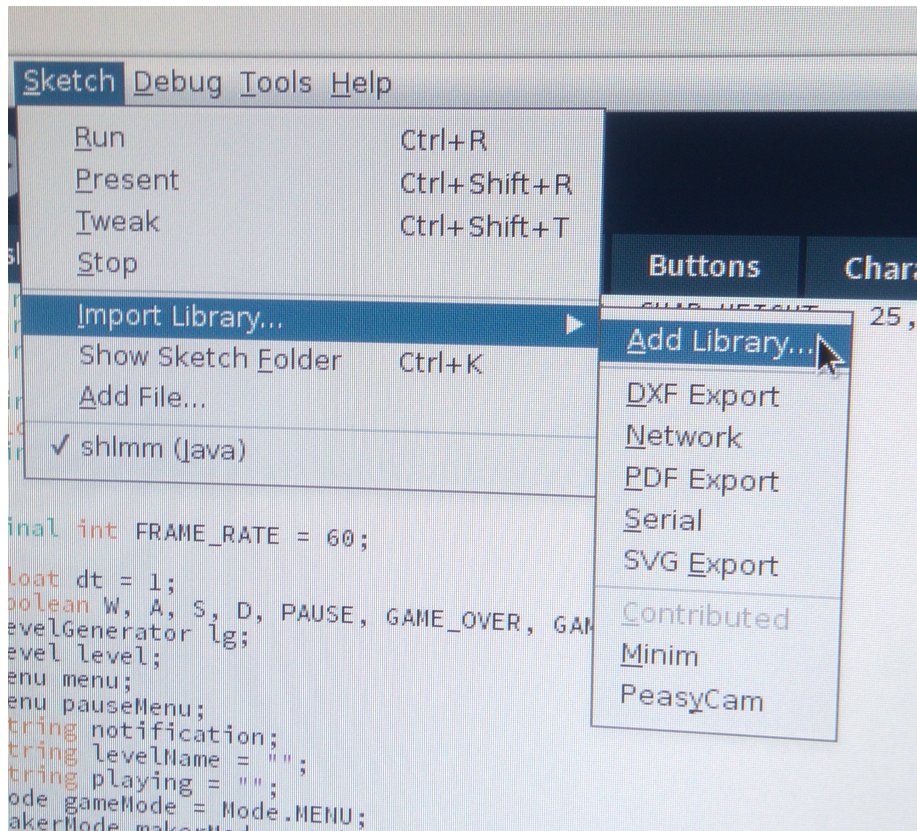 Sketch Debug Tools Help
Run Ctrl+R
Present Ctrl+Shift+R
Tweak Ctrl+Shift+T
Stop
Import Library...
Show Sketch Folder Ctrl+K
Add File...
✓ shlmm (Java)
Buttons Chara
25,
Add Library...
DXF Export
Network
PDF Export
Serial
SVG Export
Contributed
Minim
PeasyCam
inal int FRAME_RATE = 60;
loat dt = 1;
oolean W, A, S, D, PAUSE, GAME_OVER, GAM
evelGenerator lg;
evel level;
enu menu;
enu pauseMenu;
tring notification;
tring levelName = "";
tring playing = "";
ode gameMode = Mode.MENU;